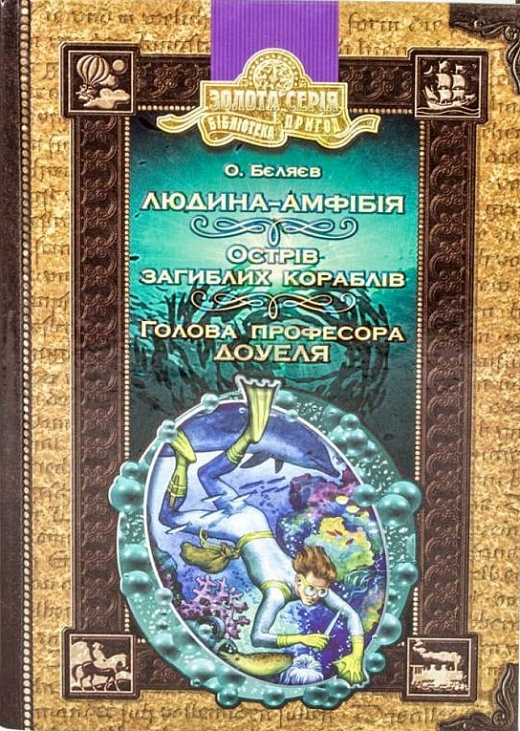 ЗОЛОТА СЕРІЯ
БІБЛІОТЕКА ПРИГОД
О. БЄЛЯЄВ
ЛЮДИНА-АМФІБІЯ
ОСТРІВ
ЗАГИБЛИХ КОРАБЛІВ
ГОЛОВА ПРОФЕСОРА
ДОУЕЛЯ